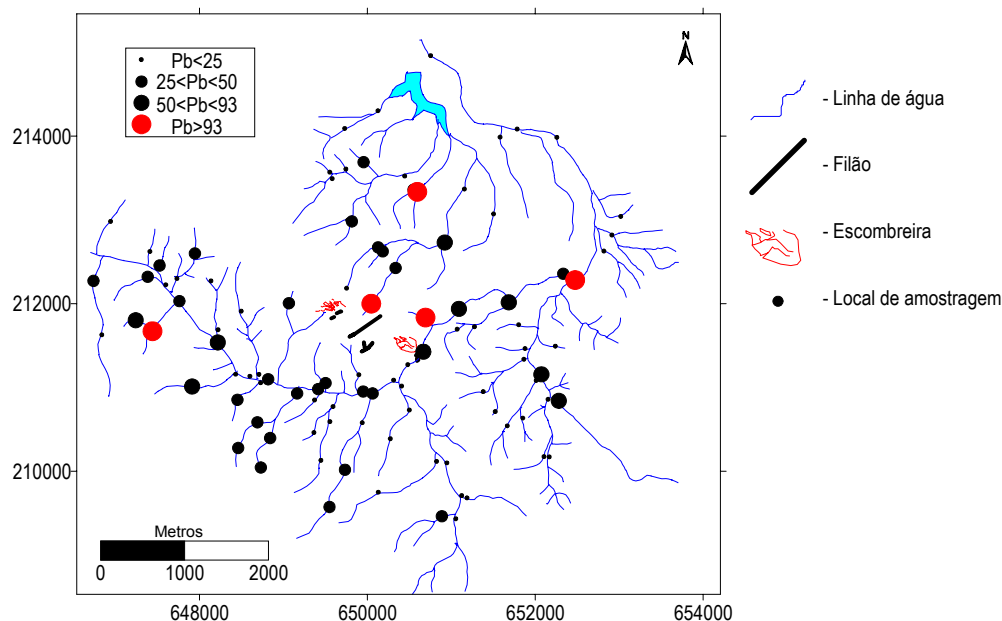 N
Pb<25
25<Pb<50
50<Pb<93
Pb>93
214000
212000
210000
Metros
0 1000 2000
648000 650000 652000 654000
- Linha de água
- Filão
- Escombreira
- Local de amostragem